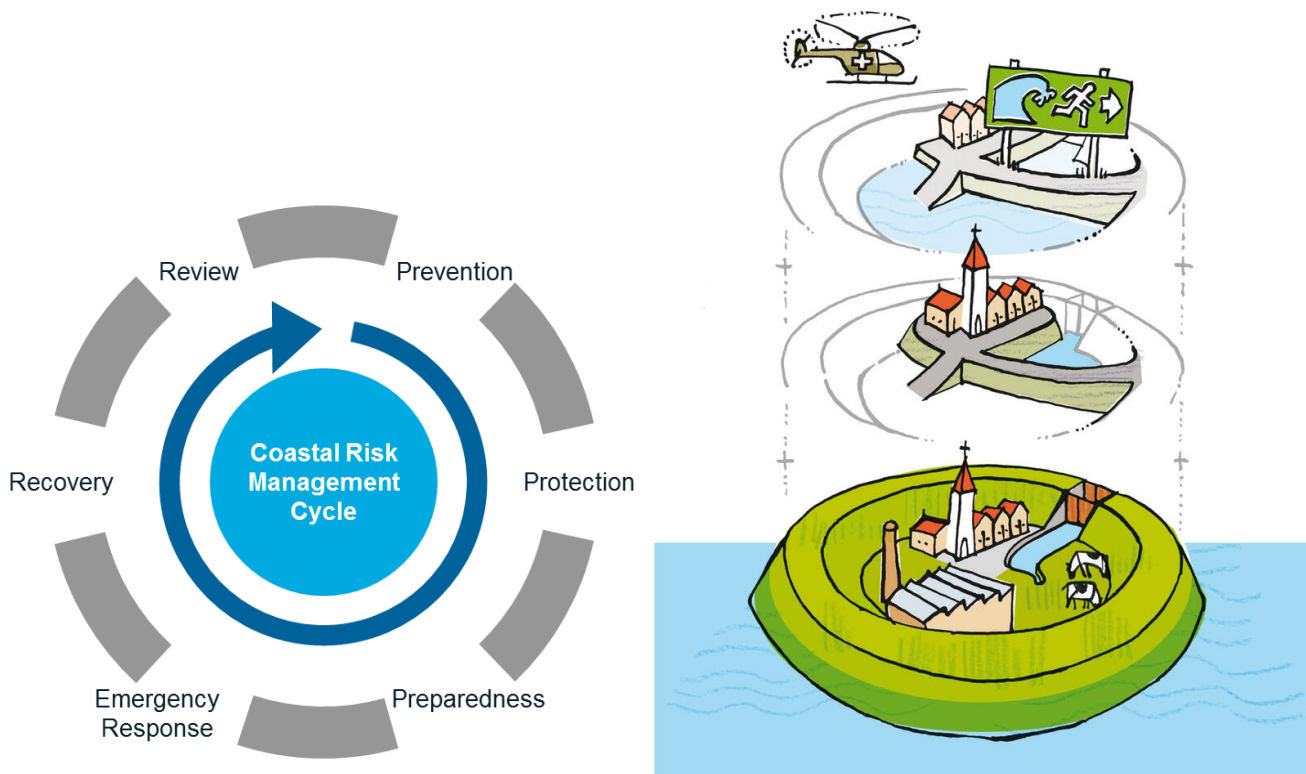 Review
Prevention
Coastal Risk
Management
Cycle
Recovery
Protection
Emergency
Response
Preparedness